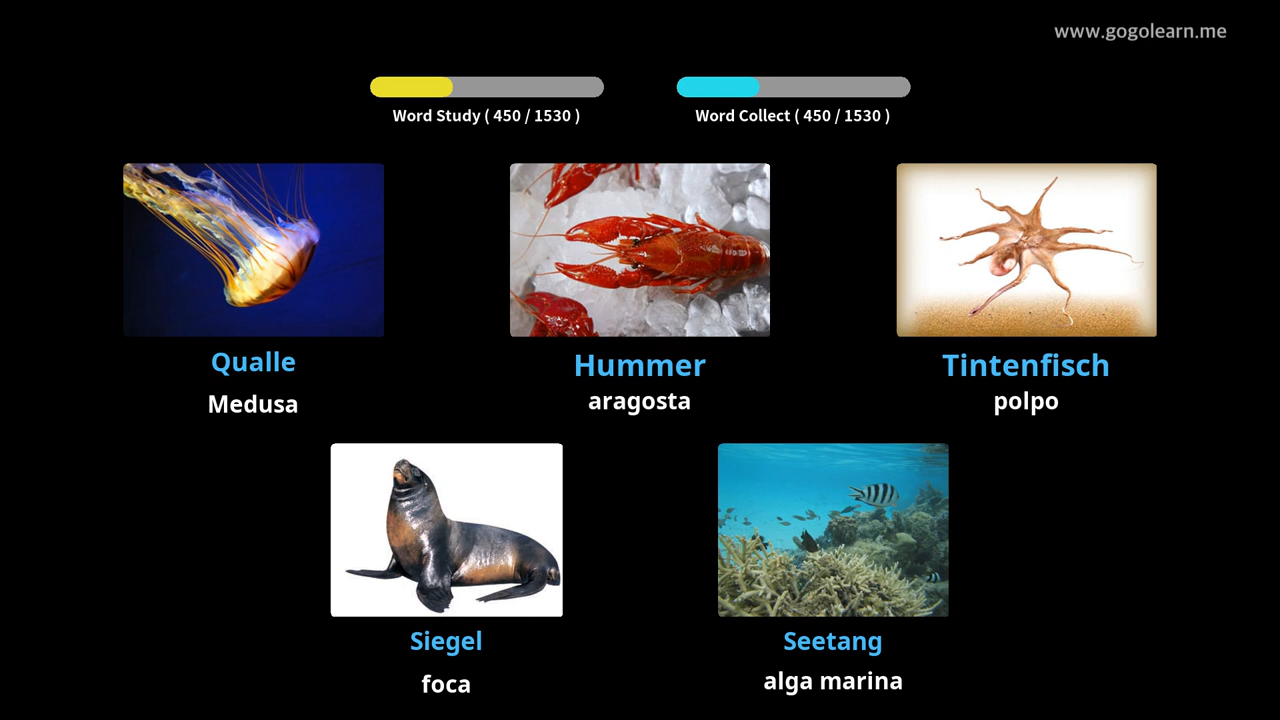 www.gogolearn.me
Word Study ( 450 / 1530 )
Word Collect ( 450 / 1530 )
Qualle
Medusa
Hummer
aragosta
Tintenfisch
polpo
Siegel
foca
Seetang
alga marina